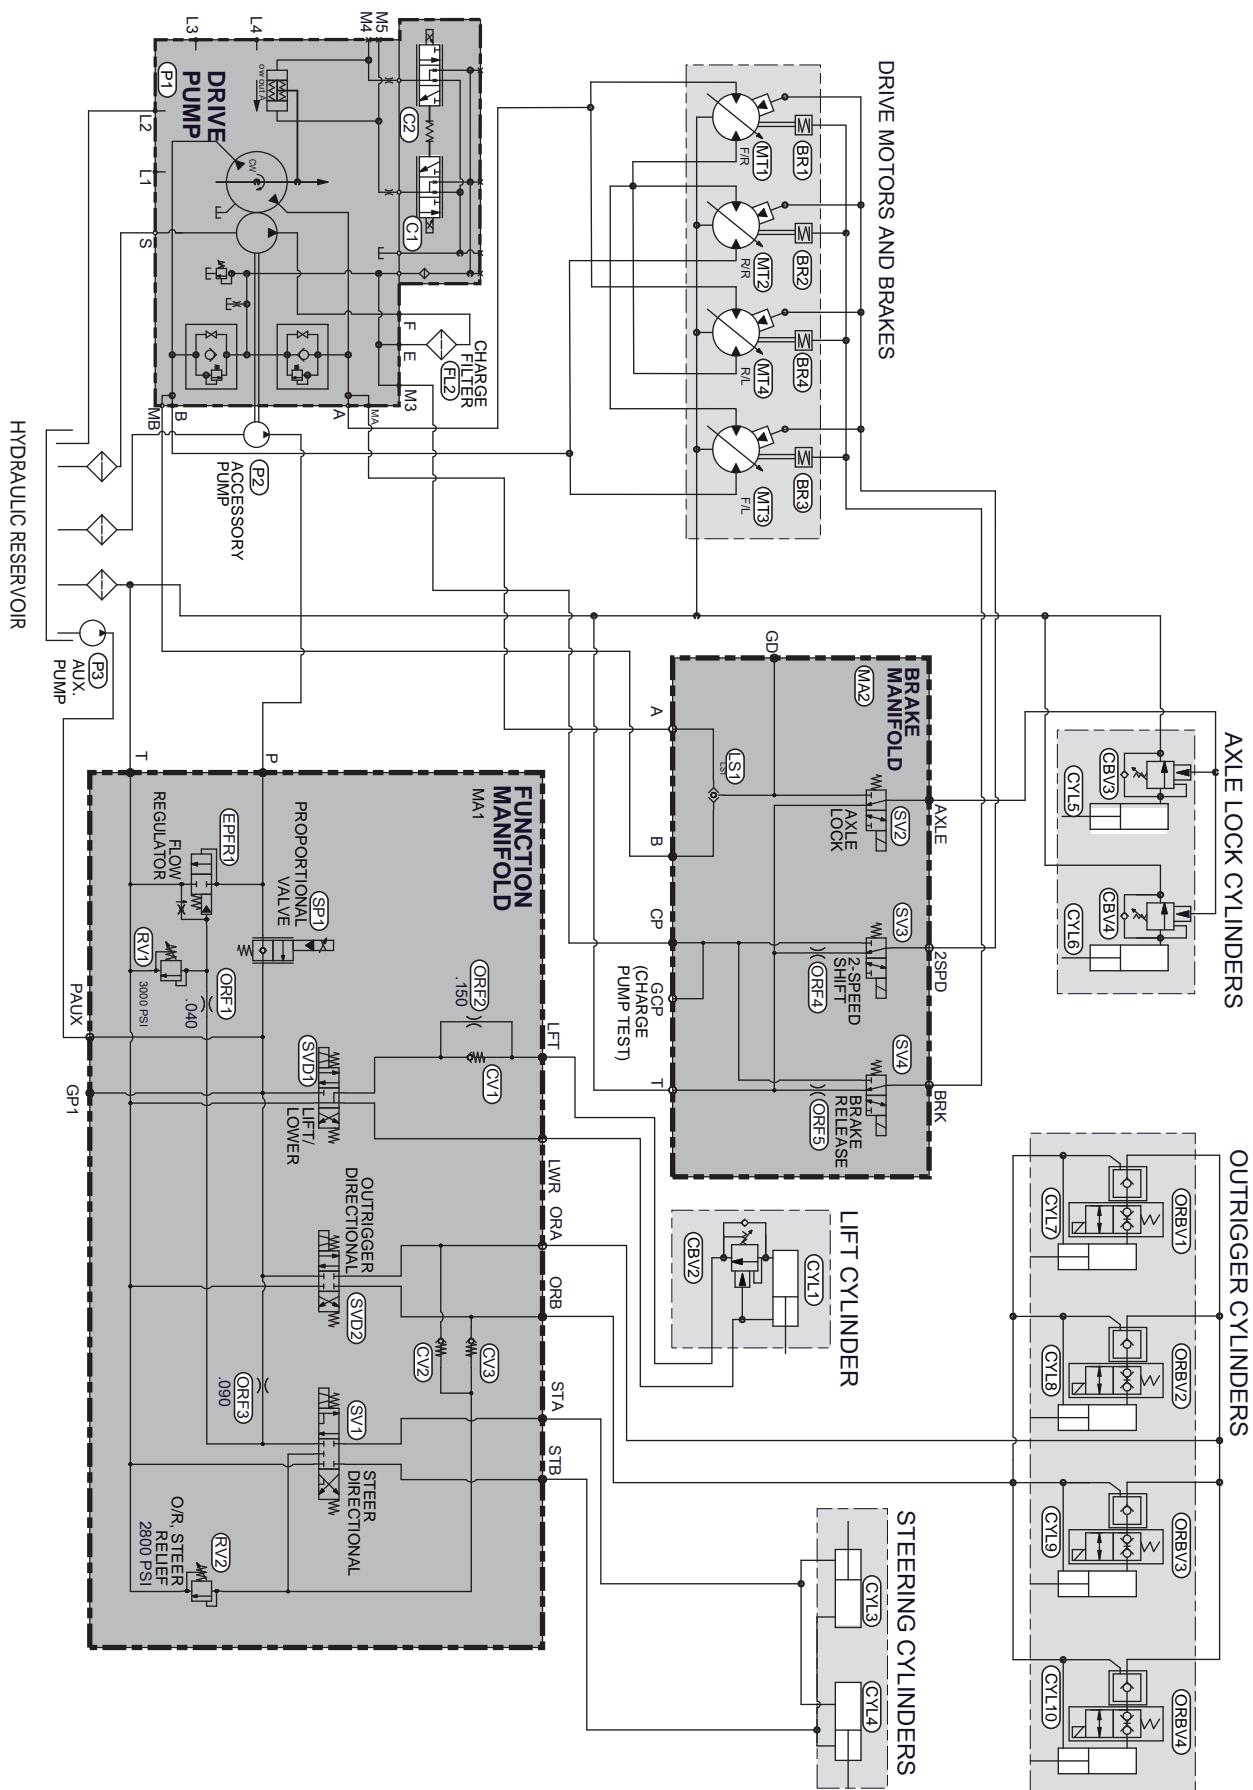 DRIVE MOTORS AND BRAKES
BR1
MT1
F/R
BR2
MT2
R/R
BR4
MT4
R/L
BR3
MT3
F/L
L3
L4
M5
M4
C2
C1
P1
DRIVE
PUMP
CW
L2
L1
S
F
E
M3
MA
A
B
MB
CHARGE
FILTER
FL2
P2
ACCESSORY
PUMP
HYDRAULIC RESERVOIR
P3
AUX.
PUMP
BRAKE
MANIFOLD
MA2
GD
A
B
CP
GCP
(CHARGE
PUMP TEST)
T
LS1
LS1
SV2
AXLE
LOCK
AXLE
SV3
2-SPEED
SHIFT
ORF4
2SPD
SV4
BRAKE
RELEASE
ORF5
BRK
AXLE LOCK CYLINDERS
CBV3
CYL5
CBV4
CYL6
OUTRIGGER CYLINDERS
ORBV1
CYL7
ORBV2
CYL8
ORBV3
CYL9
ORBV4
CYL10
LIFT CYLINDER
CYL1
CBV2
STEERING CYLINDERS
CYL3
CYL4
FUNCTION
MANIFOLD
MA1
T
P
PAUX
GP1
LFT
LWR
ORA
ORB
STA
STB
EPFR1
FLOW
REGULATOR
PROPORTIONAL
VALVE
SP1
RV1
3000 PSI
ORF1
.040
ORF2
.150
CV1
SVD1
LIFT/
LOWER
OUTRIGGER
DIRECTIONAL
SVD2
CV2
CV3
ORF3
.090
SV1
STEER
DIRECTIONAL
RV2
O/R, STEER
RELIEF
2800 PSI